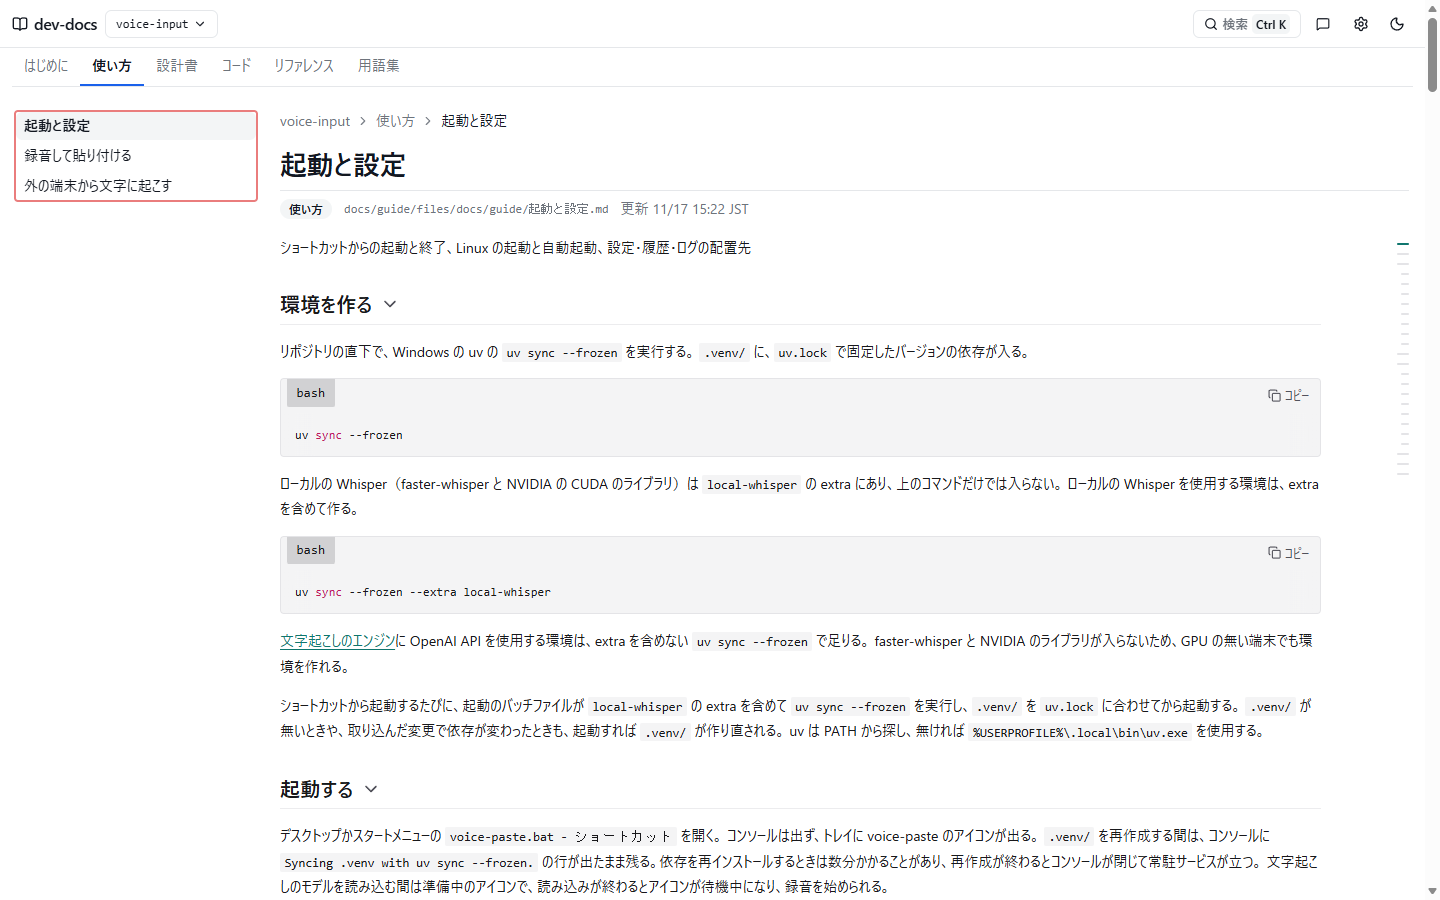 dev-docs
voice-input
検索 Ctrl K
はじめに 使い方 設計書 コード リファレンス 用語集
起動と設定
録音して貼り付ける
外の端末から文字に起こす
voice-input > 使い方 > 起動と設定
起動と設定
使い方 docs/guide/files/docs/guide/起動と設定.md 更新 11/17 15:22 JST
ショートカットからの起動と終了、Linux の起動と自動起動、設定・履歴・ログの配置先
環境を作る
リポジトリの直下で、Windows の uv の uv sync --frozen を実行する。 .venv/ に、uv.lock で固定したバージョンの依存が入る。
bash
コピー
uv sync --frozen
ローカルの Whisper（faster-whisper と NVIDIA の CUDA のライブラリ）は local-whisper の extra にあり、上のコマンドだけでは入らない。ローカルの Whisper を使用する環境は、extra
を含めて作る。
bash
コピー
uv sync --frozen --extra local-whisper
文字起こしのエンジンに OpenAI API を使用する環境は、extra を含めない uv sync --frozen で足りる。faster-whisper と NVIDIA のライブラリが入らないため、GPU の無い端末でも環
境を作れる。
ショートカットから起動するたびに、起動のバッチファイルが local-whisper の extra を含めて uv sync --frozen を実行し、.venv/ を uv.lock に合わせてから起動する。.venv/ が
無いときや、取り込んだ変更で依存が変わったときも、起動すれば .venv/ が作り直される。uv は PATH から探し、無ければ %USERPROFILE%\.local\bin\uv.exe を使用する。
起動する
デスクトップかスタートメニューの voice-paste.bat - ショートカット を開く。コンソールは出ず、トレイに voice-paste のアイコンが出る。.venv/ を再作成する間は、コンソールに
Syncing .venv with uv sync --frozen. の行が出たまま残る。依存を再インストールするときは数分かかることがあり、再作成が終わるとコンソールが閉じて常駐サービスが立つ。文字起こ
しのモデルを読み込む間は準備中のアイコンで、読み込みが終わるとアイコンが待機中になり、録音を始められる。